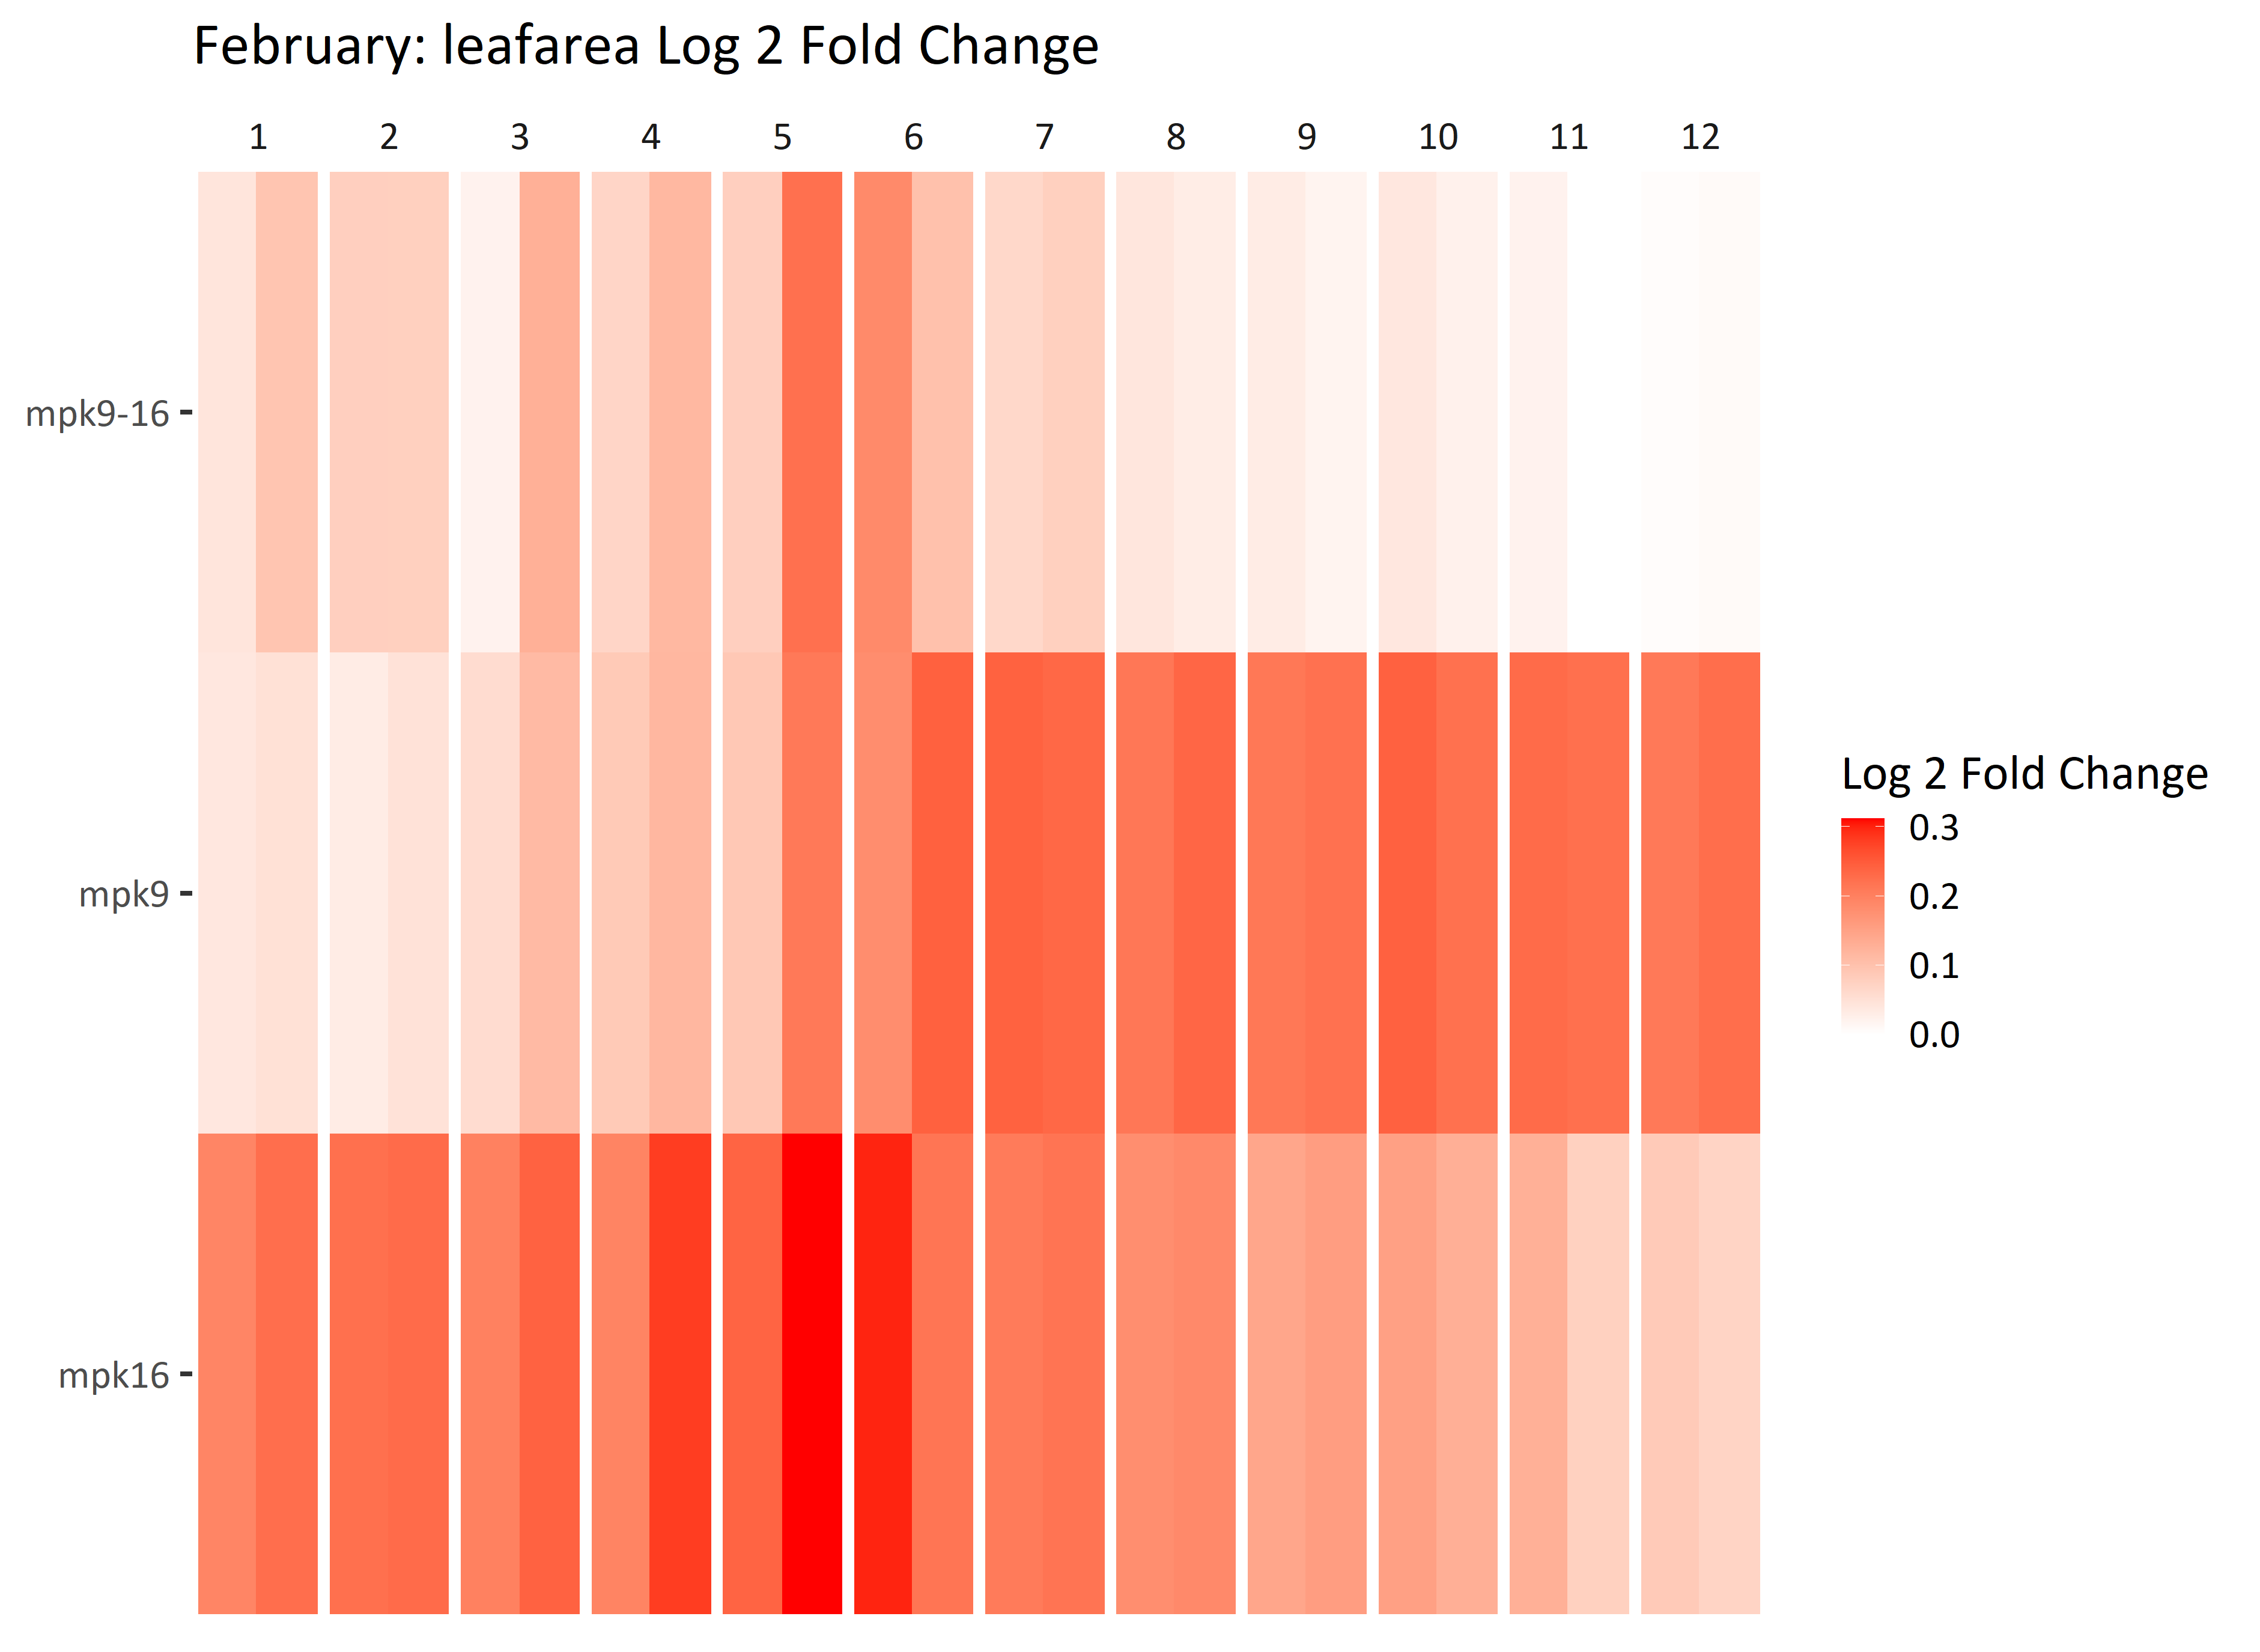 February: leafarea Log 2 Fold Change
1 2 3 4 5 6 7 8 9 10 11 12
mpk9-16
mpk9
mpk16
Log 2 Fold Change
0.3
0.2
0.1
0.0